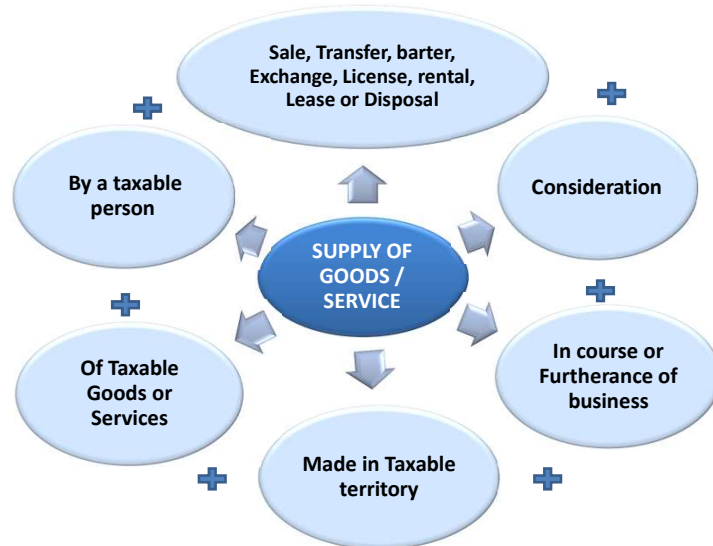 Sale, Transfer, barter,
Exchange, License, rental,
Lease or Disposal
By a taxable
person
Consideration
SUPPLY OF
GOODS /
SERVICE
Of Taxable
Goods or
Services
In course or
Furtherance of
business
Made in Taxable
territory